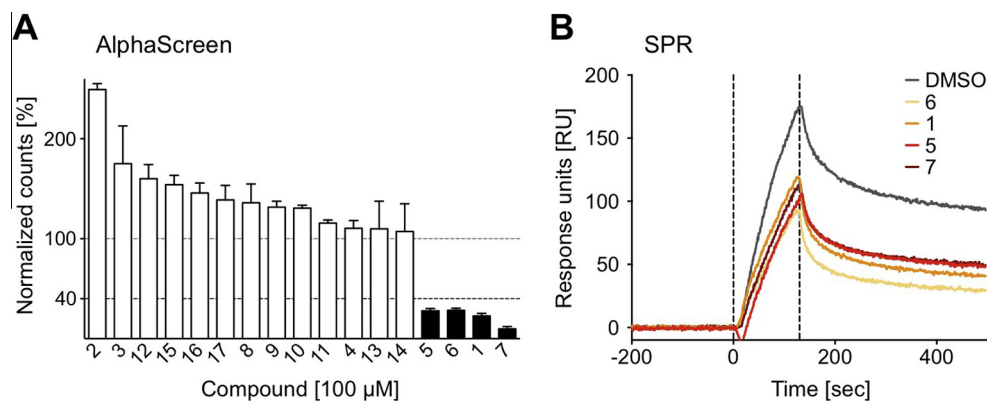 A
AlphaScreen
Normalized counts [%]
200
100
40
2 3 12 15 16 17 8 9 10 11 4 13 14 5 6 1 7
Compound [100 µM]
B
SPR
Response units [RU]
200
150
100
50
0
-200 0 200 400
Time [sec]
DMSO
6
1
5
7